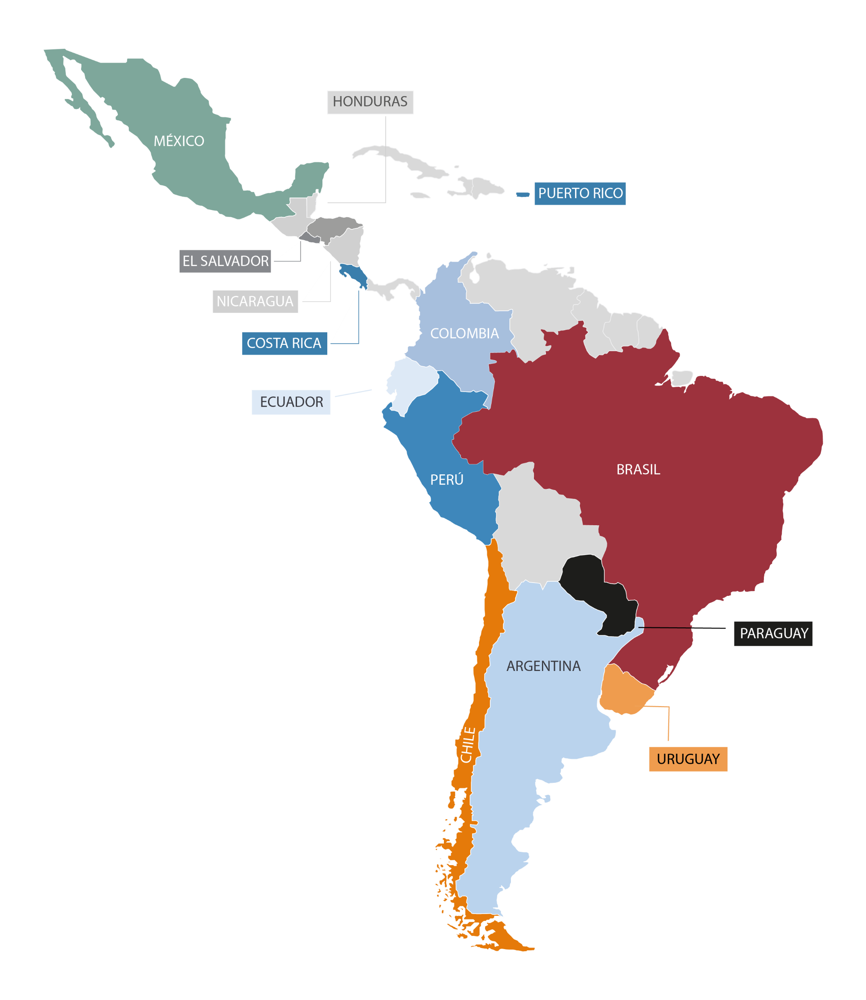 HONDURAS
MÉXICO
PUERTO RICO
EL SALVADOR
NICARAGUA
COLOMBIA
COSTA RICA
ECUADOR
BRASIL
PERÚ
PARAGUAY
ARGENTINA
CHILE
URUGUAY